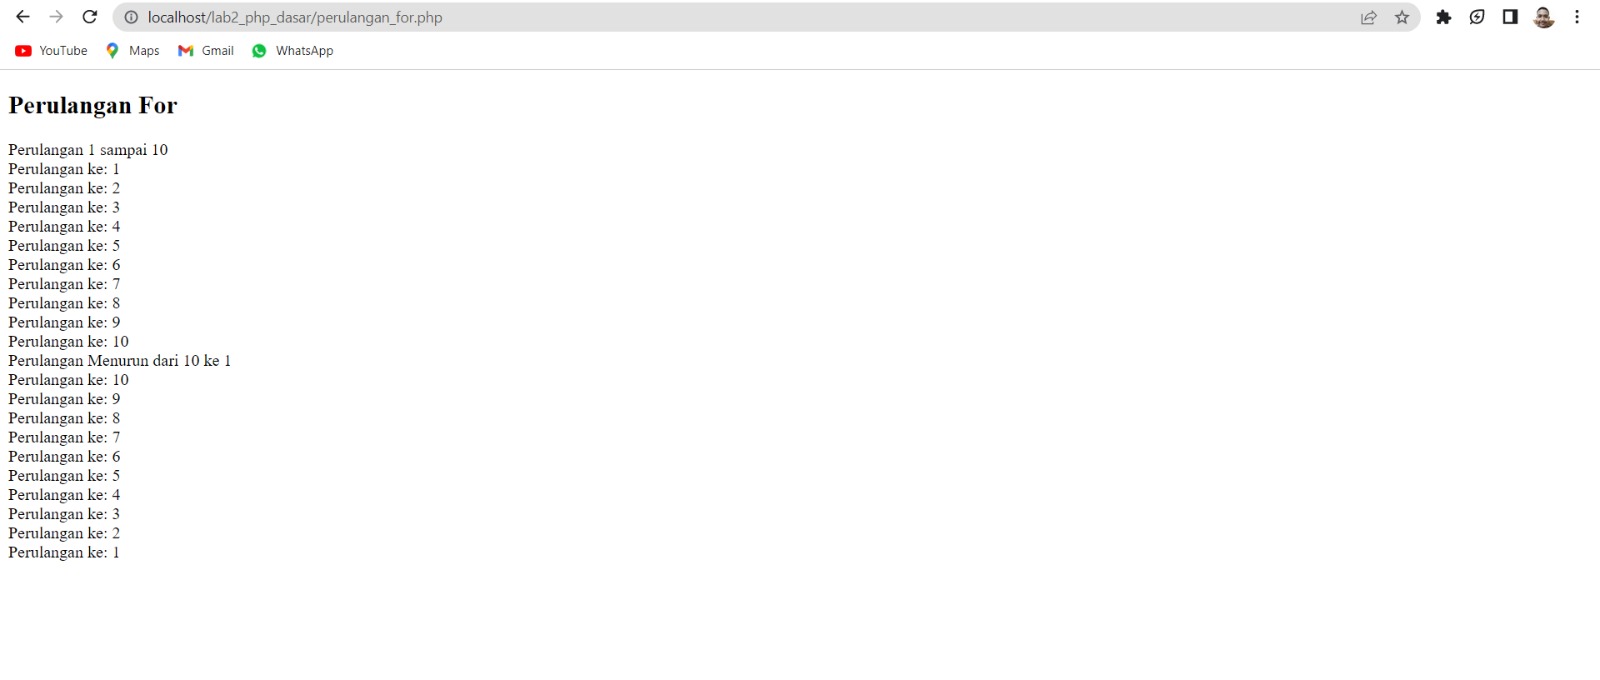 localhost/lab2_php_dasar/perulangan_for.php
YouTube Maps Gmail WhatsApp
Perulangan For
Perulangan 1 sampai 10
Perulangan ke: 1
Perulangan ke: 2
Perulangan ke: 3
Perulangan ke: 4
Perulangan ke: 5
Perulangan ke: 6
Perulangan ke: 7
Perulangan ke: 8
Perulangan ke: 9
Perulangan ke: 10
Perulangan Menurun dari 10 ke 1
Perulangan ke: 10
Perulangan ke: 9
Perulangan ke: 8
Perulangan ke: 7
Perulangan ke: 6
Perulangan ke: 5
Perulangan ke: 4
Perulangan ke: 3
Perulangan ke: 2
Perulangan ke: 1